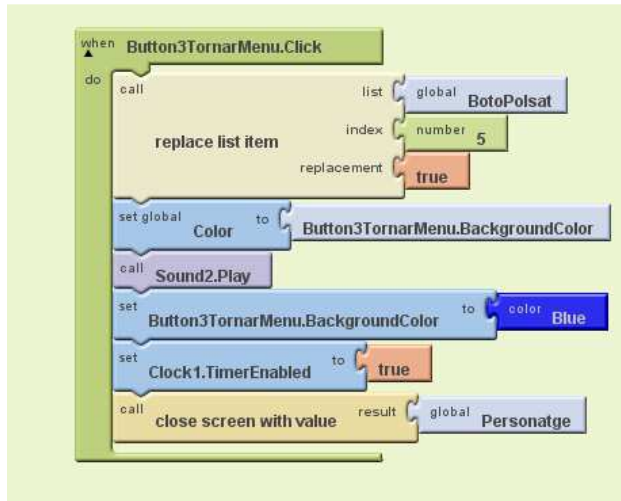 when Button3TornarMenu.Click
do
call list global BotoPolsat
replace list item index number 5
replacement true
set global Color to Button3TornarMenu.BackgroundColor
call Sound2.Play
set Button3TornarMenu.BackgroundColor to color Blue
set Clock1.TimerEnabled to true
call close screen with value result global Personatge